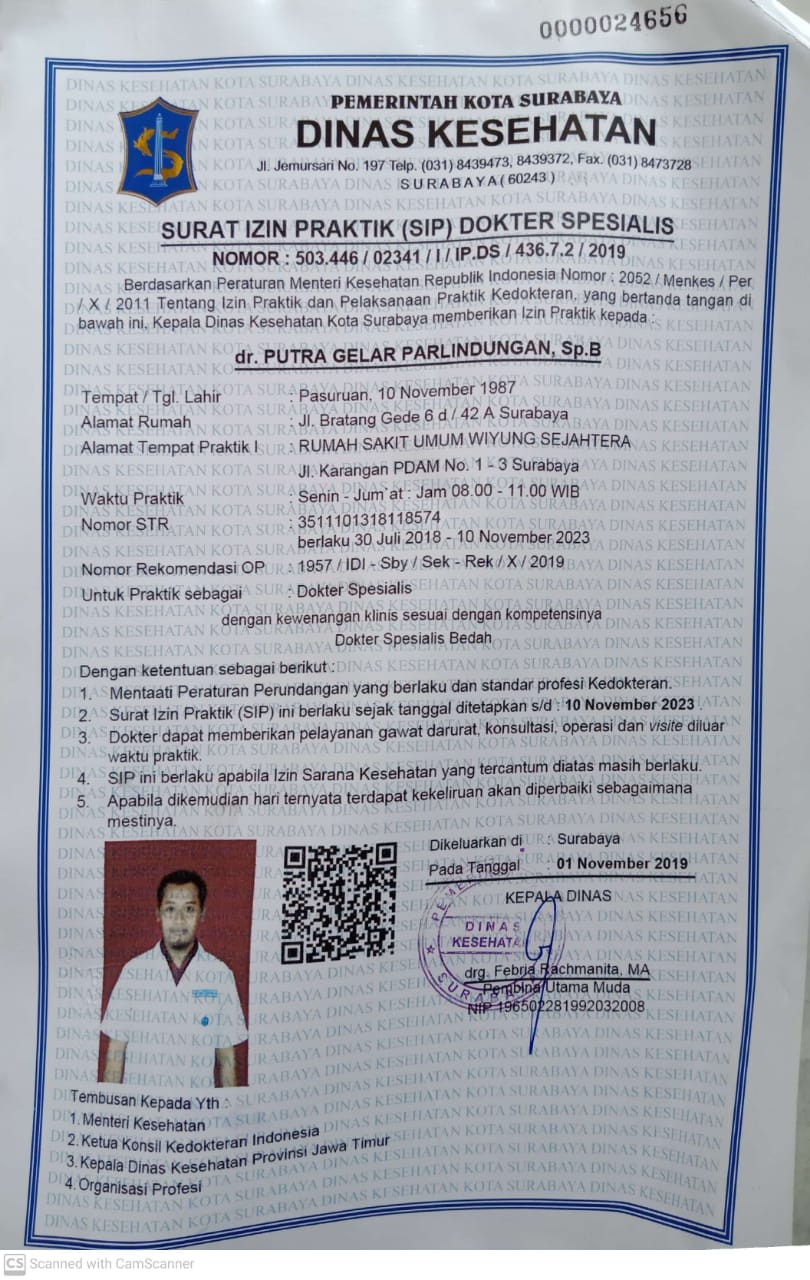 0000024656
PEMERINTAH KOTA SURABAYA
DINAS KESEHATAN
Jl. Jemursari No. 197 Telp. (031) 8439473, 8439372, Fax. (031) 8473728
SURABAYA ( 60243 )
SURAT IZIN PRAKTIK (SIP) DOKTER SPESIALIS
NOMOR : 503.446 / 02341 / I / IP.DS / 436.7.2 / 2019
Berdasarkan Peraturan Menteri Kesehatan Republik Indonesia Nomor : 2052 / Menkes / Per
/ X / 2011 Tentang Izin Praktik dan Pelaksanaan Praktik Kedokteran, yang bertanda tangan di
bawah ini, Kepala Dinas Kesehatan Kota Surabaya memberikan Izin Praktik kepada :
dr. PUTRA GELAR PARLINDUNGAN, Sp.B
Tempat / Tgl. Lahir : Pasuruan, 10 November 1987
Alamat Rumah : Jl. Bratang Gede 6 d / 42 A Surabaya
Alamat Tempat Praktik I : RUMAH SAKIT UMUM WIYUNG SEJAHTERA
Jl. Karangan PDAM No. 1 - 3 Surabaya
Waktu Praktik : Senin - Jum`at : Jam 08.00 - 11.00 WIB
Nomor STR : 3511101318118574
berlaku 30 Juli 2018 - 10 November 2023
Nomor Rekomendasi OP : 1957 / IDI - Sby / Sek - Rek / X / 2019
Untuk Praktik sebagai : Dokter Spesialis
dengan kewenangan klinis sesuai dengan kompetensinya
Dokter Spesialis Bedah
Dengan ketentuan sebagai berikut :
1. Mentaati Peraturan Perundangan yang berlaku dan standar profesi Kedokteran.
2. Surat Izin Praktik (SIP) ini berlaku sejak tanggal ditetapkan s/d : 10 November 2023 .
3. Dokter dapat memberikan pelayanan gawat darurat, konsultasi, operasi dan visite diluar
waktu praktik.
4. SIP ini berlaku apabila Izin Sarana Kesehatan yang tercantum diatas masih berlaku.
5. Apabila dikemudian hari ternyata terdapat kekeliruan akan diperbaiki sebagaimana
mestinya.
Dikeluarkan di : Surabaya
Pada Tanggal : 01 November 2019
KEPALA DINAS
DINAS
KESEHATAN
SURABAYA
drg. Febria Rachmanita, MA
Pembina Utama Muda
NIP 196502281992032008
Tembusan Kepada Yth :
1. Menteri Kesehatan
2. Ketua Konsil Kedokteran Indonesia
3. Kepala Dinas Kesehatan Provinsi Jawa Timur
4. Organisasi Profesi
CS Scanned with CamScanner